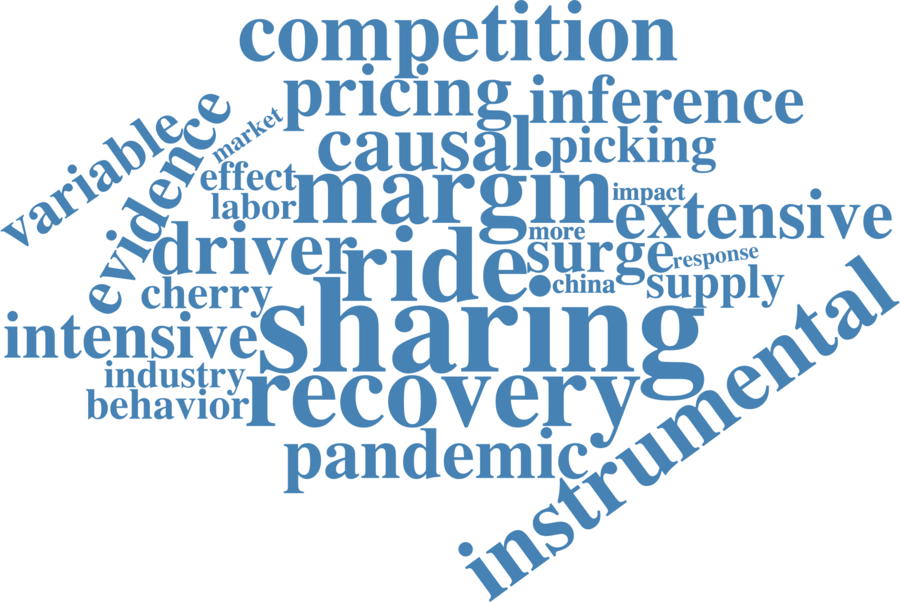 competition
pricing
inference
variable
evidence
market
causal
picking
effect
margin
impact
labor
extensive
more
driver
ride
surge
response
china
supply
cherry
sharing
intensive
instrumental
industry
recovery
behavior
pandemic